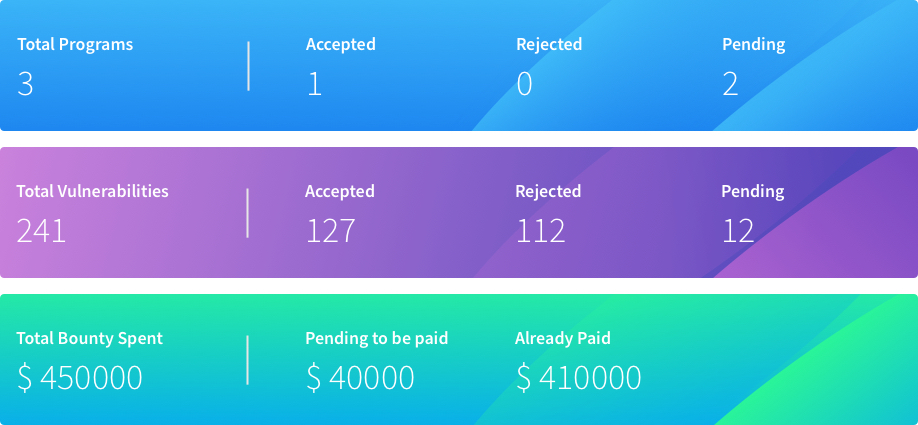 Total Programs Accepted Rejected Pending
3 1 0 2
Total Vulnerabilities Accepted Rejected Pending
241 127 112 12
Total Bounty Spent Pending to be paid Already Paid
$ 450000 $ 40000 $ 410000